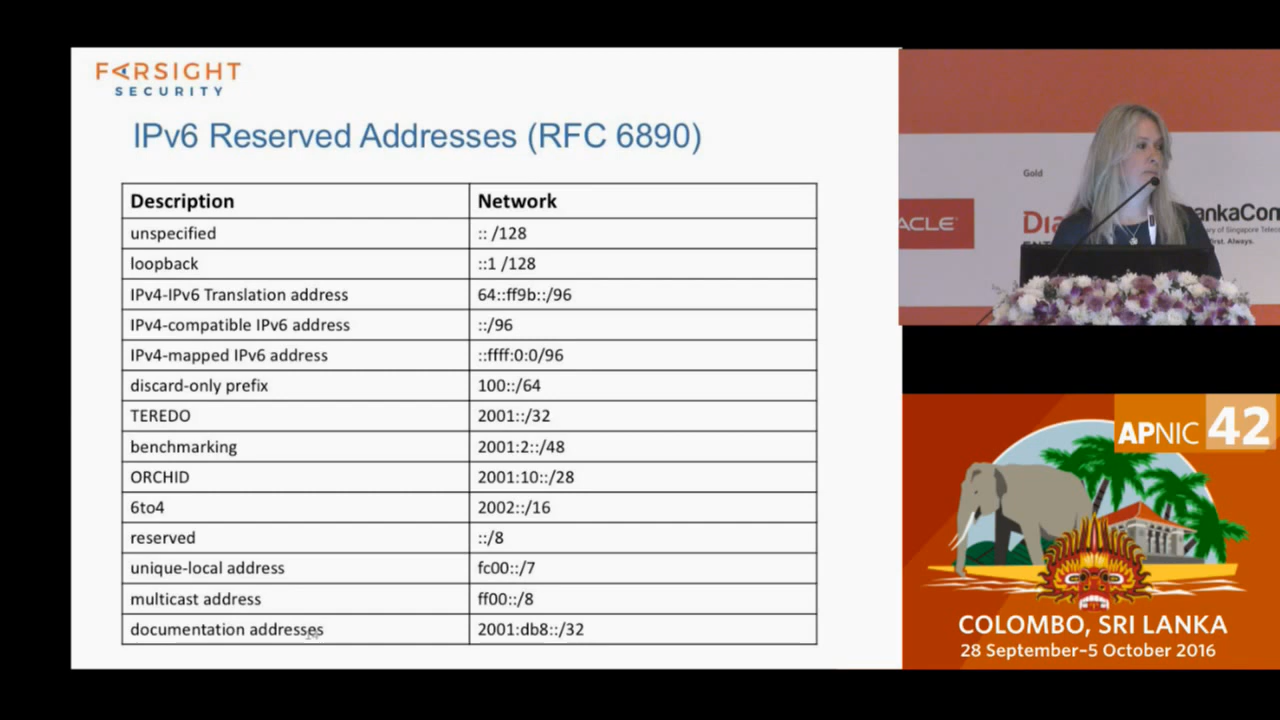 FARSIGHT
SECURITY
IPv6 Reserved Addresses (RFC 6890)
Description Network
unspecified :: /128
loopback ::1 /128
IPv4-IPv6 Translation address 64::ff9b::/96
IPv4-compatible IPv6 address ::/96
IPv4-mapped IPv6 address ::ffff:0:0/96
discard-only prefix 100::/64
TEREDO 2001::/32
benchmarking 2001:2::/48
ORCHID 2001:10::/28
6to4 2002::/16
reserved ::/8
unique-local address fc00::/7
multicast address ff00::/8
documentation addresses 2001:db8::/32
14
Gold
ACLE
Dia
ankaCom
First. Always.
APNIC 42
COLOMBO, SRI LANKA
28 September–5 October 2016